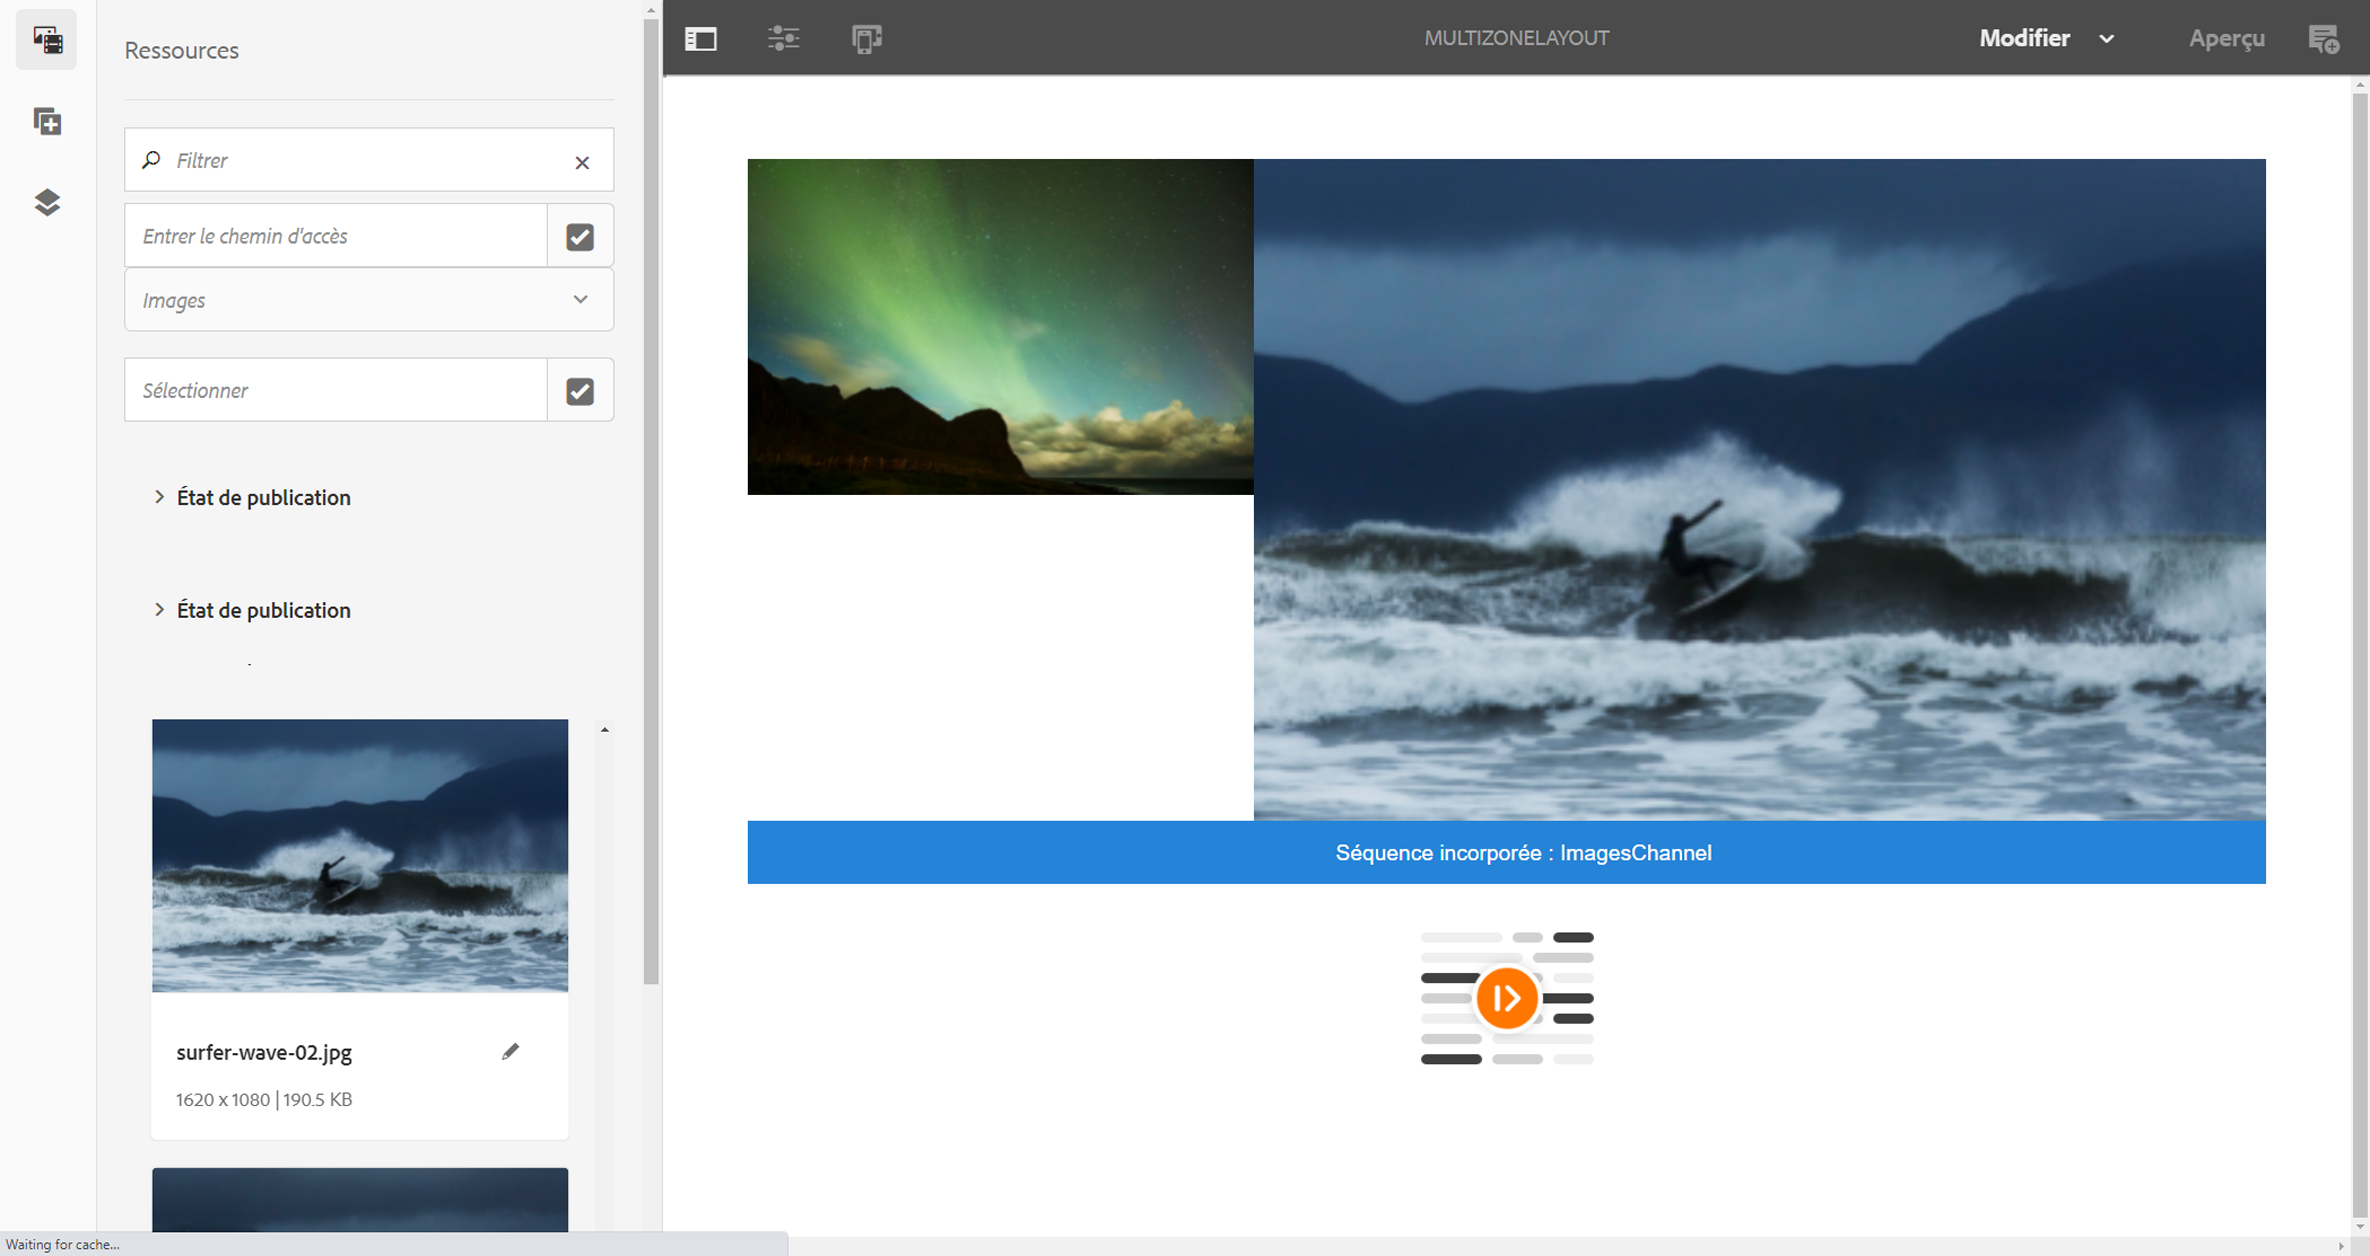 Ressources
Filtrer
Entrer le chemin d'accès
Images
Sélectionner
État de publication
État de publication
surfer-wave-02.jpg
1620 x 1080 | 190.5 KB
Waiting for cache...
MULTIZONELAYOUT
Modifier
Aperçu
Séquence incorporée : ImagesChannel